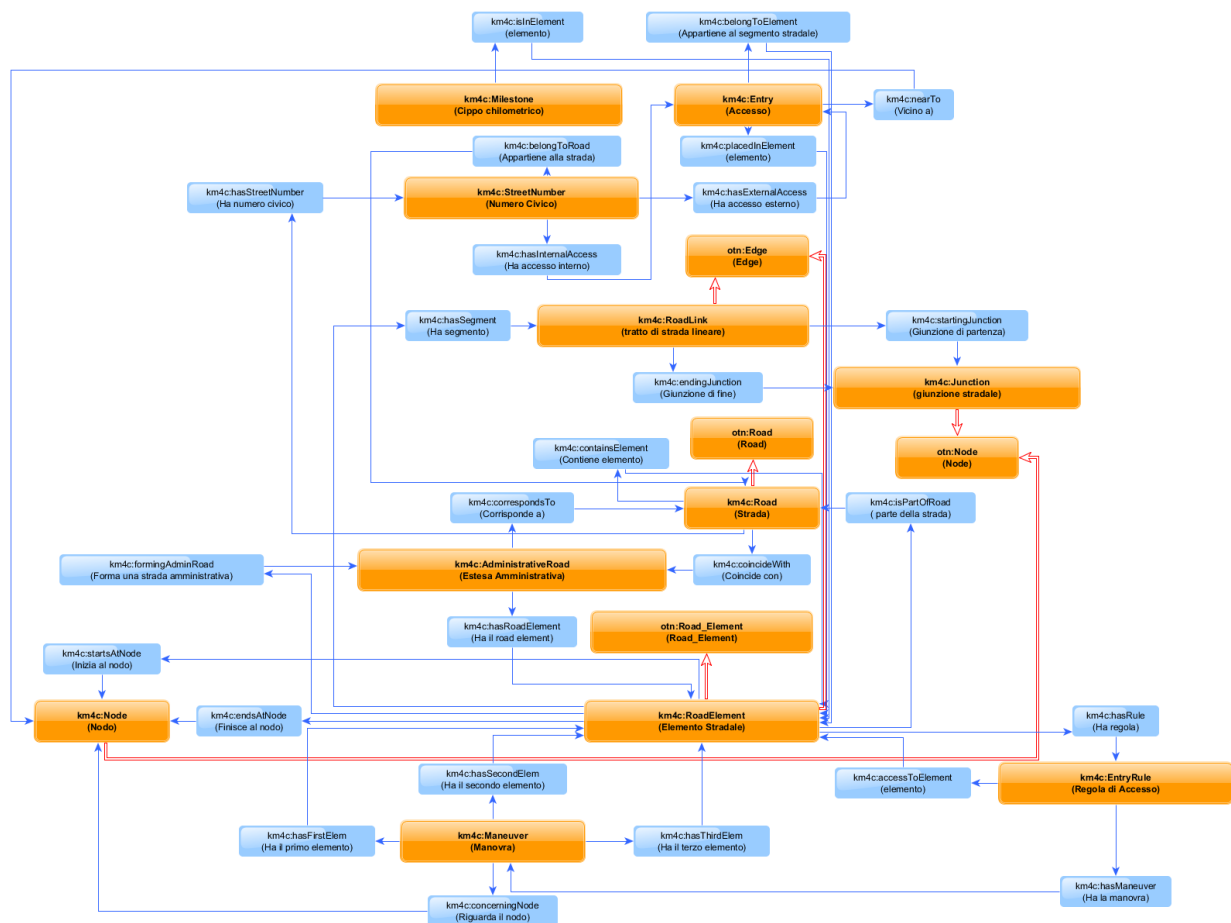 km4c:isInElement
(elemento)
km4c:belongToElement
(Appartiene al segmento stradale)
km4c:Milestone
(Cippo chilometrico)
km4c:Entry
(Accesso)
km4c:nearTo
(Vicino a)
km4c:belongToRoad
(Appartiene alla strada)
km4c:placedInElement
(elemento)
km4c:hasStreetNumber
(Ha numero civico)
km4c:StreetNumber
(Numero Civico)
km4c:hasExternalAccess
(Ha accesso esterno)
km4c:hasInternalAccess
(Ha accesso interno)
otn:Edge
(Edge)
km4c:hasSegment
(Ha segmento)
km4c:RoadLink
(tratto di strada lineare)
km4c:startingJunction
(Giunzione di partenza)
km4c:endingJunction
(Giunzione di fine)
km4c:Junction
(giunzione stradale)
otn:Road
(Road)
km4c:containsElement
(Contiene elemento)
otn:Node
(Node)
km4c:correspondsTo
(Corrisponde a)
km4c:Road
(Strada)
km4c:isPartOfRoad
( parte della strada)
km4c:formingAdminRoad
(Forma una strada amministrativa)
km4c:AdministrativeRoad
(Estesa Amministrativa)
km4c:coincideWith
(Coincide con)
km4c:hasRoadElement
(Ha il road element)
otn:Road_Element
(Road_Element)
km4c:startsAtNode
(Inizia al nodo)
km4c:Node
(Nodo)
km4c:endsAtNode
(Finisce al nodo)
km4c:RoadElement
(Elemento Stradale)
km4c:hasRule
(Ha regola)
km4c:hasSecondElem
(Ha il secondo elemento)
km4c:accessToElement
(elemento)
km4c:EntryRule
(Regola di Accesso)
km4c:hasFirstElem
(Ha il primo elemento)
km4c:Maneuver
(Manovra)
km4c:hasThirdElem
(Ha il terzo elemento)
km4c:hasManeuver
(Ha la manovra)
km4c:concerningNode
(Riguarda il nodo)